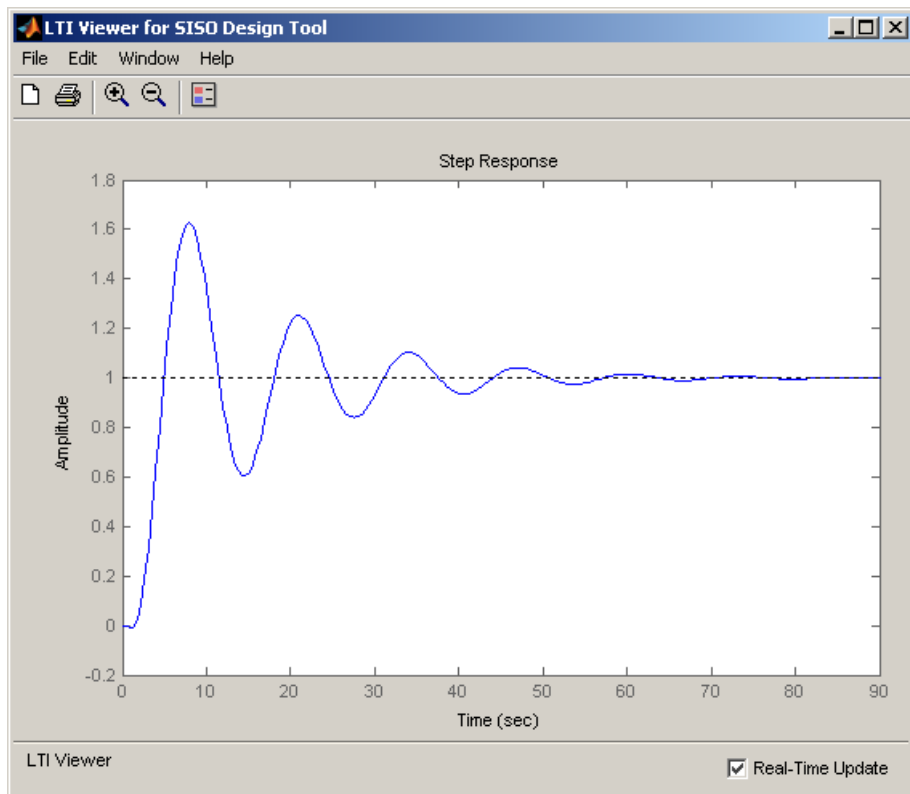 LTI Viewer for SISO Design Tool
File Edit Window Help
Step Response
1.8
1.6
1.4
1.2
1
0.8
0.6
0.4
0.2
0
-0.2
Amplitude
0 10 20 30 40 50 60 70 80 90
Time (sec)
LTI Viewer
Real-Time Update